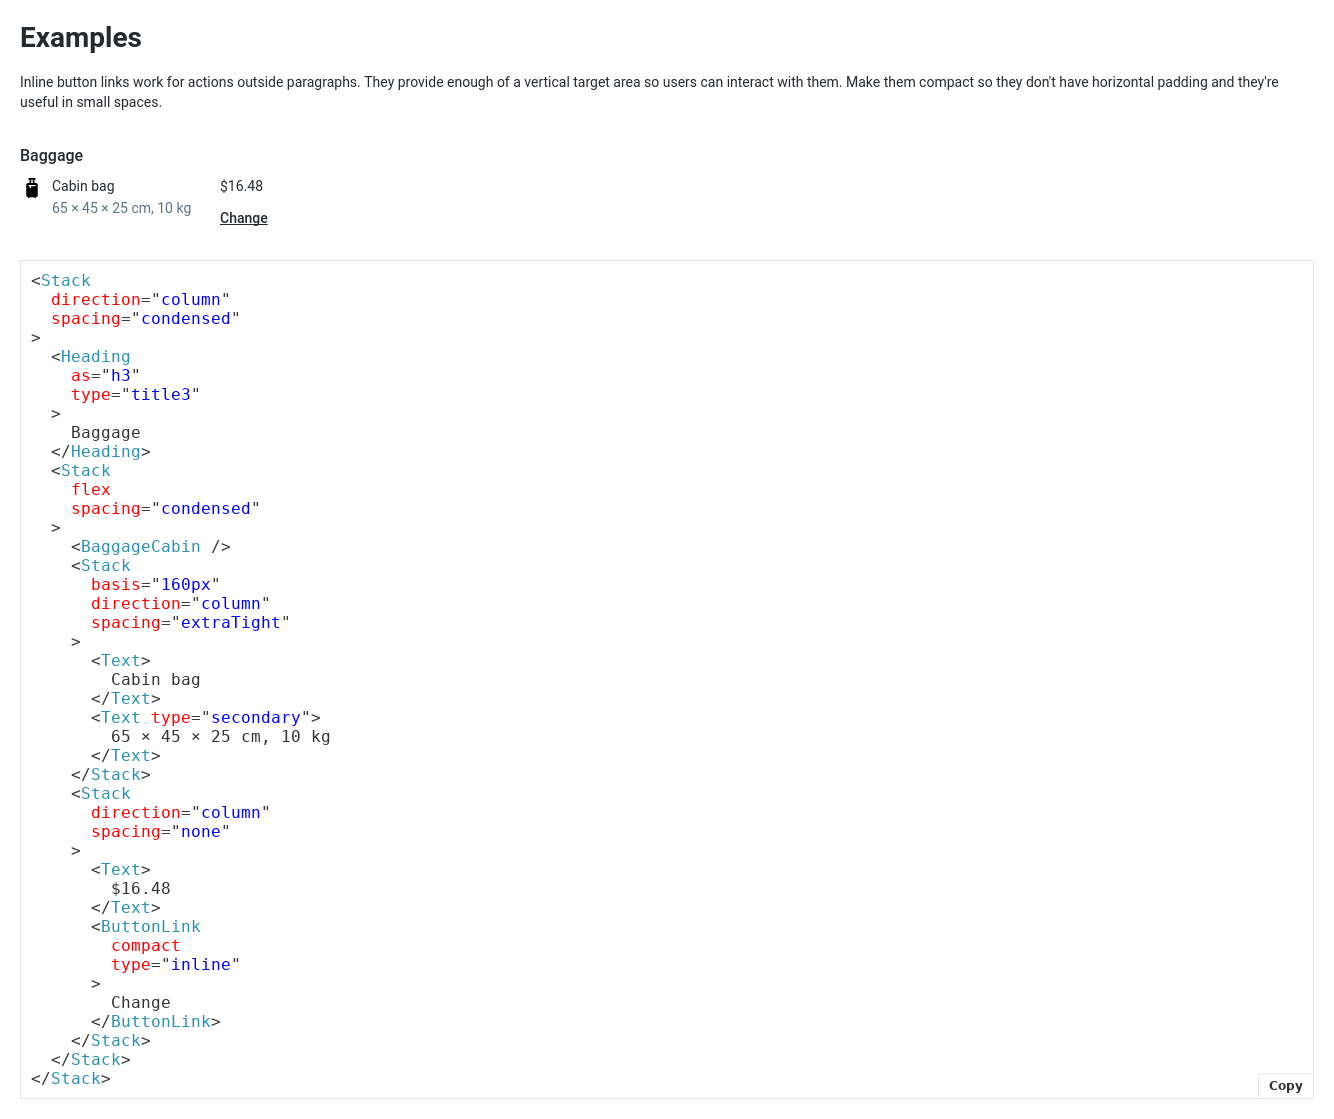 Examples
Inline button links work for actions outside paragraphs. They provide enough of a vertical target area so users can interact with them. Make them compact so they don't have horizontal padding and they're
useful in small spaces.
Baggage
Cabin bag
65 × 45 × 25 cm, 10 kg
$16.48
Change
<Stack
  direction="column"
  spacing="condensed"
>
  <Heading
    as="h3"
    type="title3"
  >
    Baggage
  </Heading>
  <Stack
    flex
    spacing="condensed"
  >
    <BaggageCabin />
    <Stack
      basis="160px"
      direction="column"
      spacing="extraTight"
    >
      <Text>
        Cabin bag
      </Text>
      <Text type="secondary">
        65 × 45 × 25 cm, 10 kg
      </Text>
    </Stack>
    <Stack
      direction="column"
      spacing="none"
    >
      <Text>
        $16.48
      </Text>
      <ButtonLink
        compact
        type="inline"
      >
        Change
      </ButtonLink>
    </Stack>
  </Stack>
</Stack>
Copy